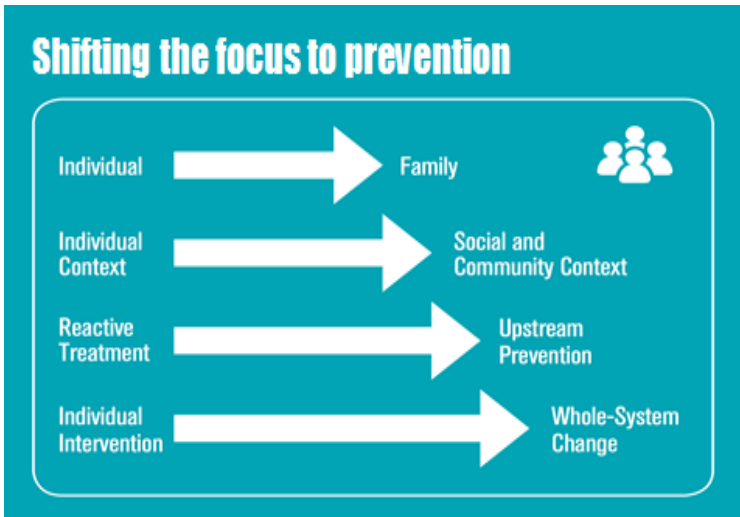 Shifting the focus to prevention
Individual
Family
Individual
Context
Social and
Community Context
Reactive
Treatment
Upstream
Prevention
Individual
Intervention
Whole-System
Change